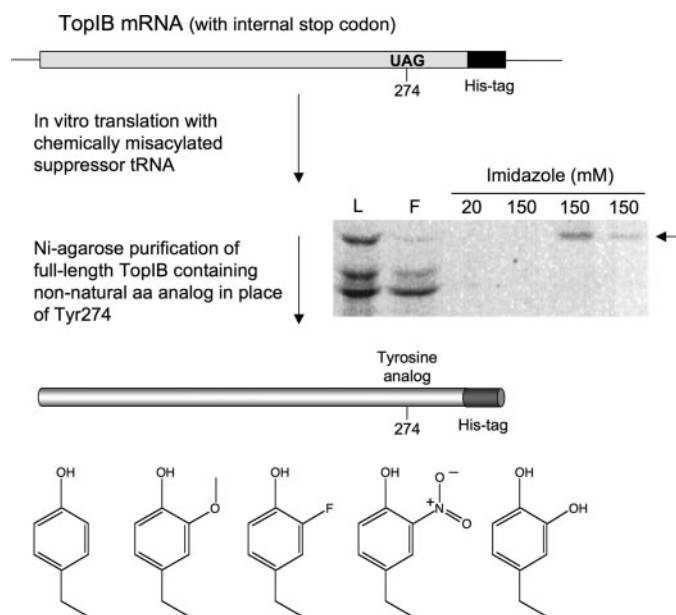 TopIB mRNA (with internal stop codon)
UAG
274
His-tag
In vitro translation with
chemically misacylated
suppressor tRNA
Imidazole (mM)
L F 20 150 150 150
Ni-agarose purification of
full-length TopIB containing
non-natural aa analog in place
of Tyr274
Tyrosine
analog
274
His-tag
OH OH OH OH O⁻ OH
O F N⁺ O OH